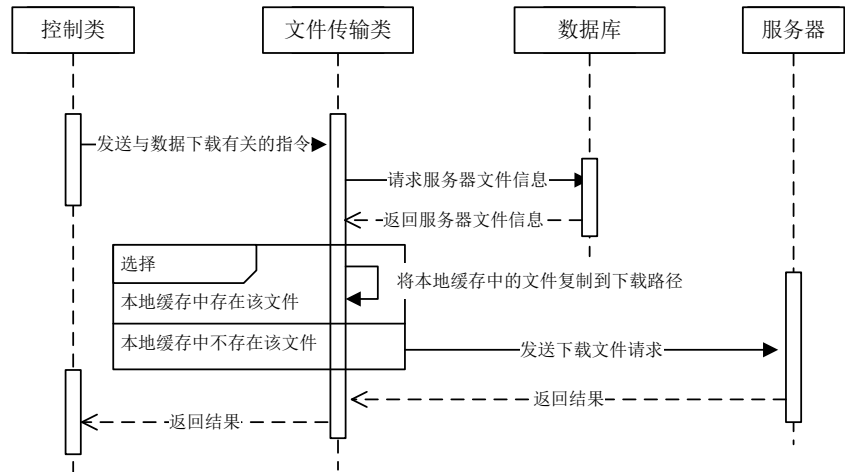 控制类
文件传输类
数据库
服务器
发送与数据下载有关的指令
请求服务器文件信息
返回服务器文件信息
选择
将本地缓存中的文件复制到下载路径
本地缓存中存在该文件
本地缓存中不存在该文件
发送下载文件请求
返回结果
返回结果